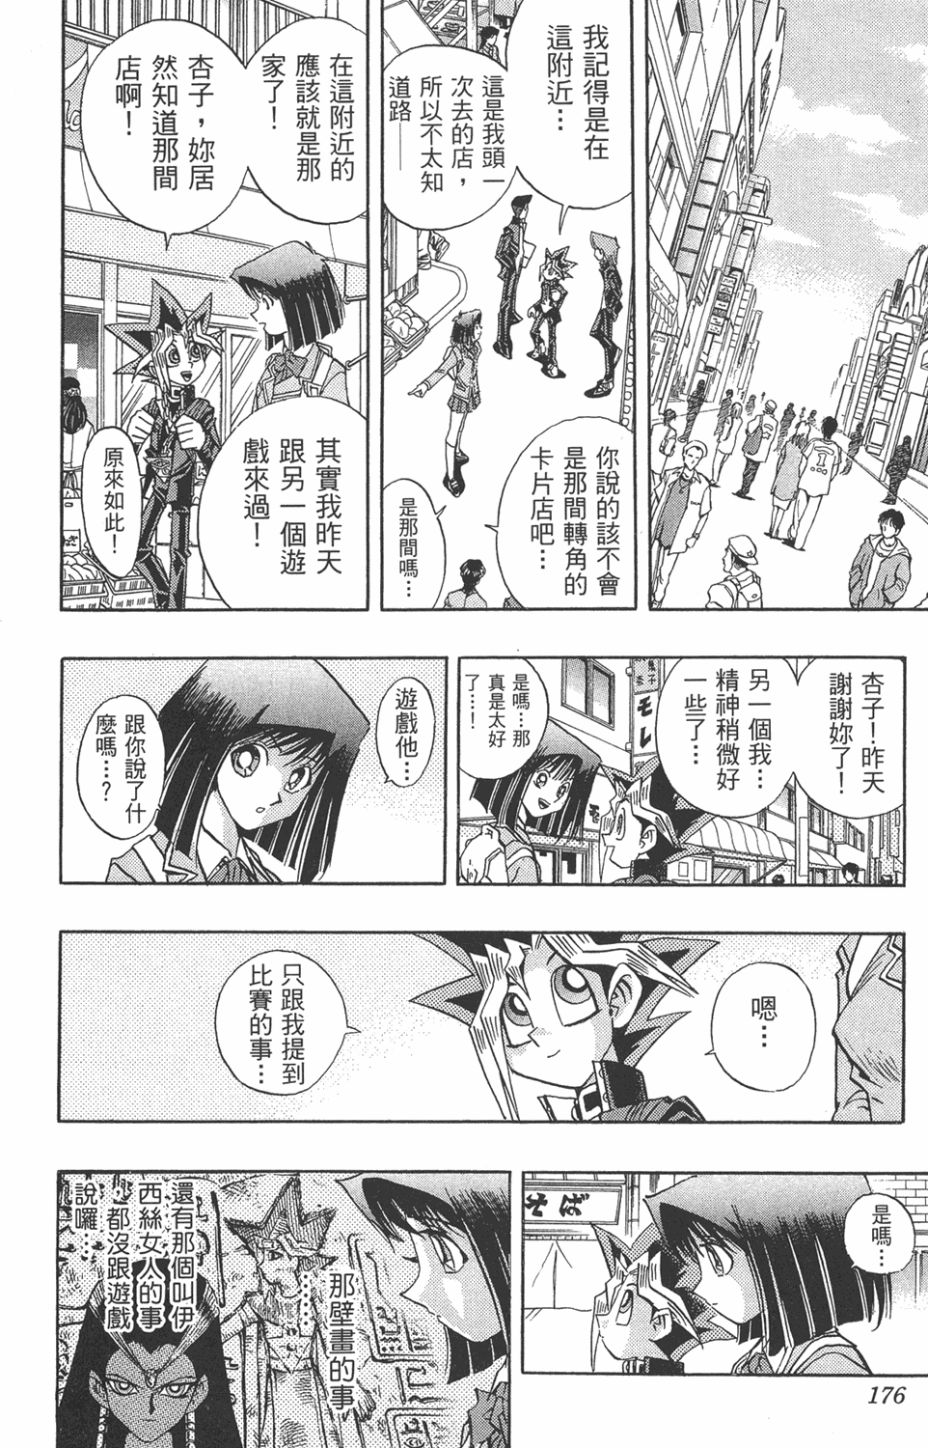 我記得是在
這附近…
這是我頭一
次去的店，
所以不太知
道路──
你說的該不會
是那間轉角的
卡片店吧…
是那間嗎…
在這附近的
應該就是那
家了！
杏子，妳居
然知道那間
店啊！
其實我昨天
跟另一個遊
戲來過！
原來如此！
杏子！昨天
謝謝妳了！
另一個我…
精神稍微好
一些了…
是嗎…那
真是太好
了…！
モレ
遊戲他…
跟你說了什
麼嗎…？
嗯…
只跟我提到
比賽的事…
是嗎…
そば
那壁畫的事
……
還有那個叫伊
西絲女人的事
，都沒跟遊戲
說囉…
176